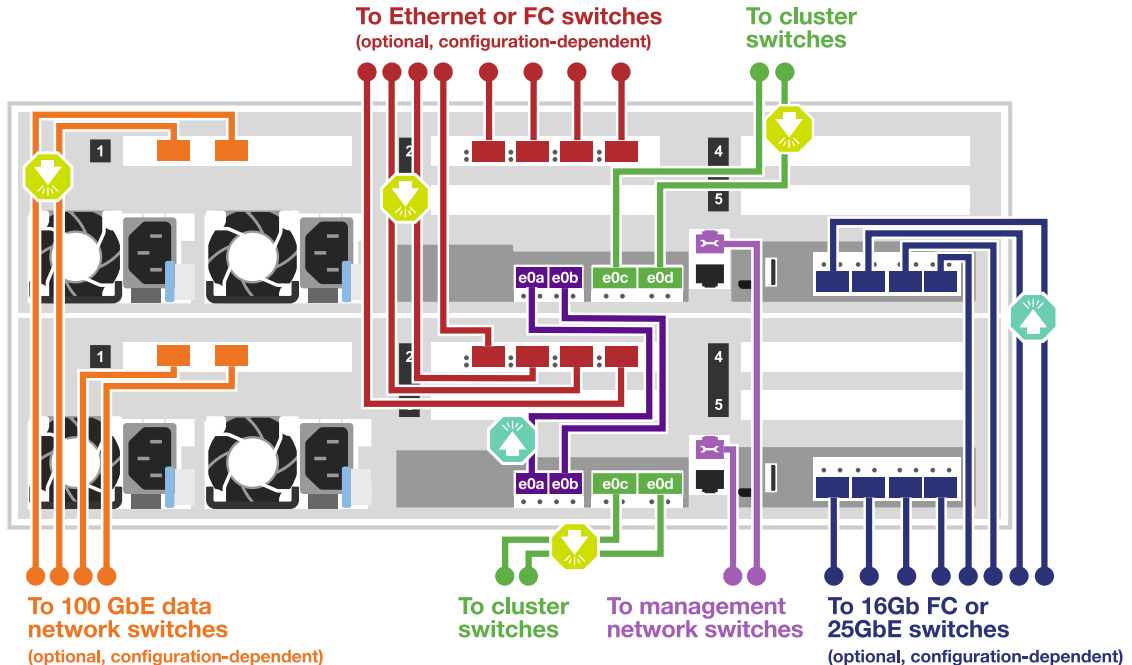 To Ethernet or FC switches
(optional, configuration-dependent)
To cluster
switches
1
2
4
5
e0a e0b
e0c e0d
1
2
4
5
e0a e0b
e0c e0d
To 100 GbE data
network switches
(optional, configuration-dependent)
To cluster
switches
To management
network switches
To 16Gb FC or
25GbE switches
(optional, configuration-dependent)